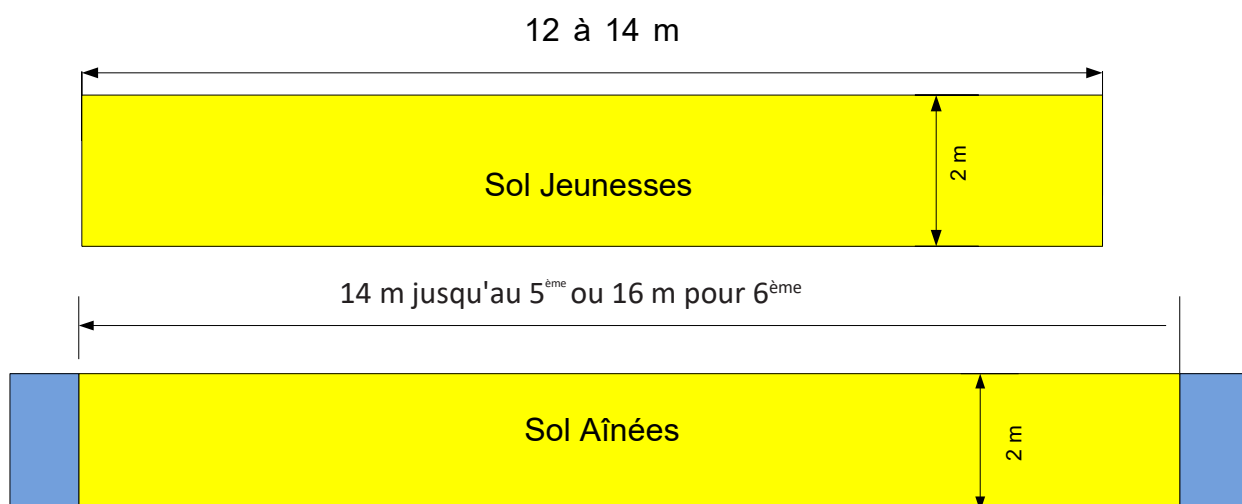 12 à 14 m
Sol Jeunesses
2 m
14 m jusqu'au 5ème ou 16 m pour 6ème
Sol Aînées
2 m